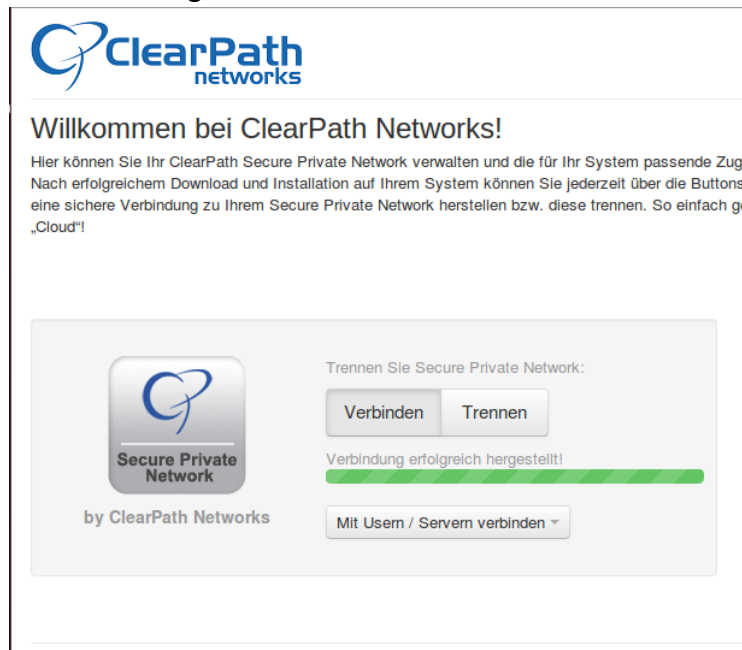 ClearPath
networks
Willkommen bei ClearPath Networks!
Hier können Sie Ihr ClearPath Secure Private Network verwalten und die für Ihr System passende Zug
Nach erfolgreichem Download und Installation auf Ihrem System können Sie jederzeit über die Buttons
eine sichere Verbindung zu Ihrem Secure Private Network herstellen bzw. diese trennen. So einfach ge
„Cloud“!
Trennen Sie Secure Private Network:
Verbinden Trennen
Verbindung erfolgreich hergestellt!
Mit Usern / Servern verbinden
Secure Private
Network
by ClearPath Networks